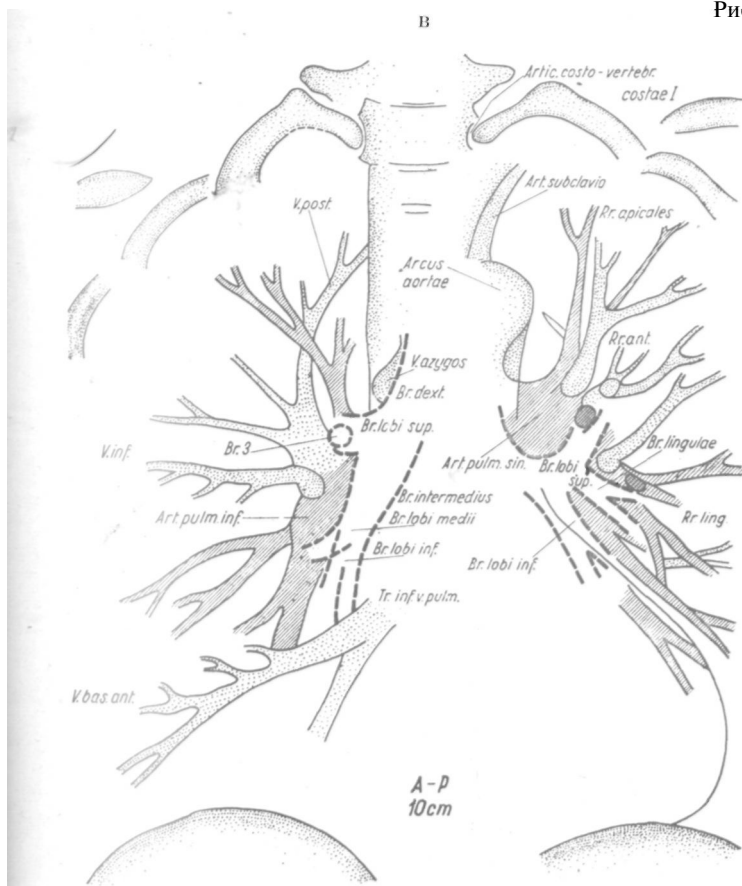 в
Рис
Artic.costo-vertebr.
costae I
Art.subclavia
V.post.
Rr.apicales
Arcus
aortae
Rr.ant.
V.azygos
Br.dext.
Br.lobi sup.
Br.3
Art.pulm.sin.
Br.lobi
sup.
Br.lingulae
V.inf.
Br.intermedius
Art.pulm.inf.
Br.lobi medii
Rr.ling.
Br.lobi inf.
Br.lobi inf.
Tr.inf.v.pulm.
V.bas.ant.
A-P
10cm